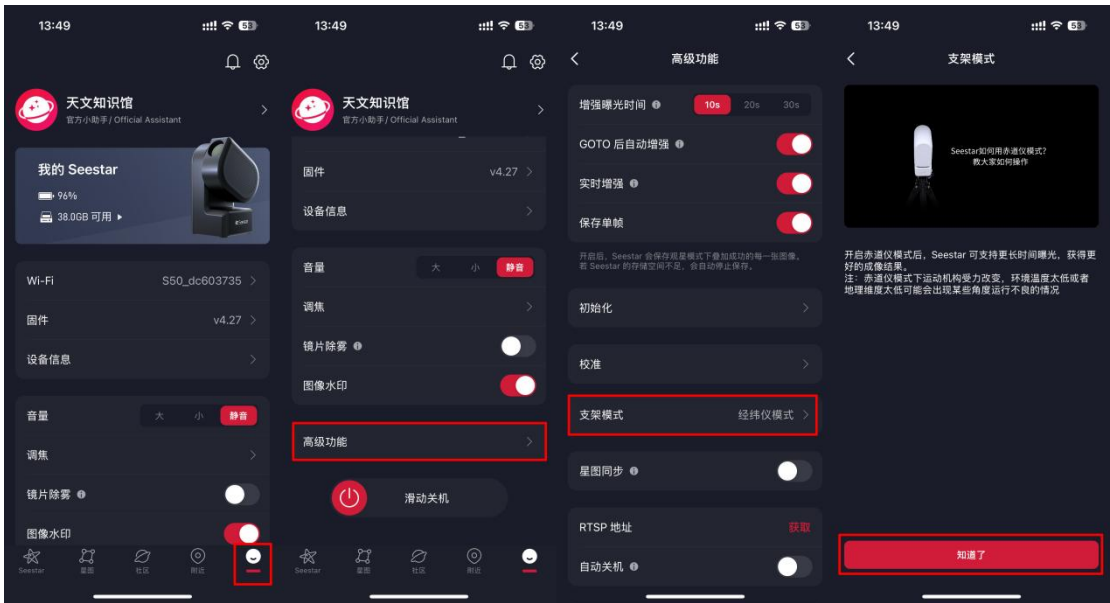 13:49
53
天文知识馆
官方小助手/ Official Assistant
我的 Seestar
96%
38.0GB 可用
Seestar
Wi-Fi
S50_dc603735
固件
v4.27
设备信息
音量
大
小
静音
调焦
镜片除雾
图像水印
Seestar
星图
社区
附近
13:49
53
天文知识馆
官方小助手/ Official Assistant
固件
v4.27
设备信息
音量
大
小
静音
调焦
镜片除雾
图像水印
高级功能
滑动关机
Seestar
星图
社区
附近
13:49
53
高级功能
增强曝光时间
10s
20s
30s
GOTO 后自动增强
实时增强
保存单帧
开启后，Seestar 会保存观星模式下叠加成功的每一张图像。
若 Seestar 的存储空间不足，会自动停止保存。
初始化
校准
支架模式
经纬仪模式
星图同步
RTSP 地址
获取
自动关机
13:49
53
支架模式
Seestar如何用赤道仪模式?
教大家如何操作
开启赤道仪模式后，Seestar 可支持更长时间曝光，获得更
好的成像结果。
注：赤道仪模式下运动机构受力改变，环境温度太低或者
地理维度太低可能会出现某些角度运行不良的情况
知道了